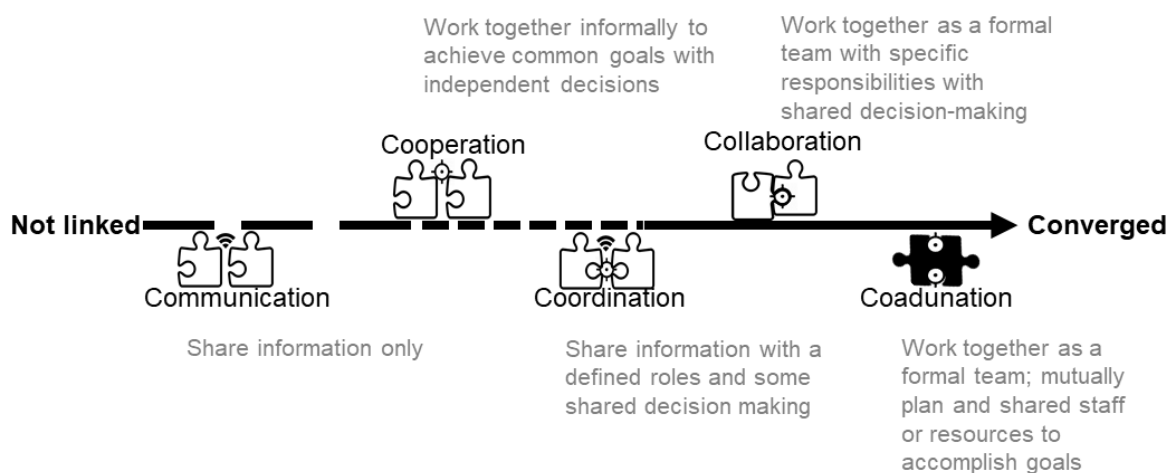 Work together informally to
achieve common goals with
independent decisions
Work together as a formal
team with specific
responsibilities with
shared decision-making
Cooperation
Collaboration
Not linked
Converged
Communication
Coordination
Coadunation
Share information only
Share information with a
defined roles and some
shared decision making
Work together as a
formal team; mutually
plan and shared staff
or resources to
accomplish goals